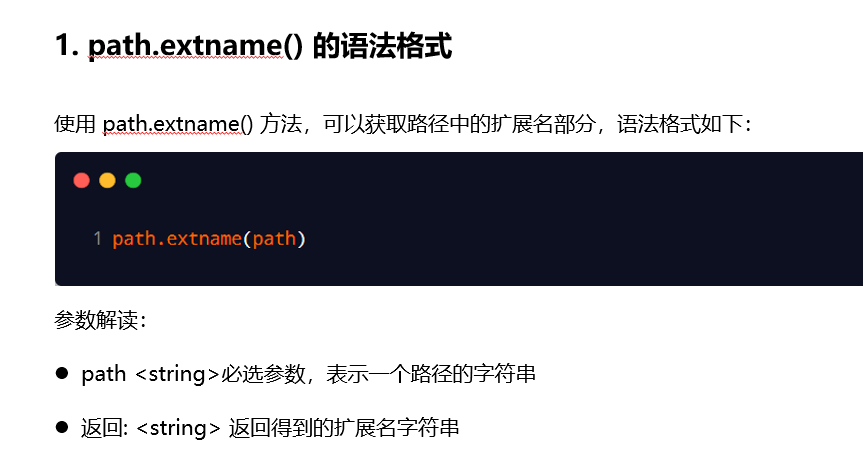 1. path.extname() 的语法格式
使用 path.extname() 方法，可以获取路径中的扩展名部分，语法格式如下：
1 path.extname(path)
参数解读：
● path <string>必选参数，表示一个路径的字符串
● 返回: <string> 返回得到的扩展名字符串